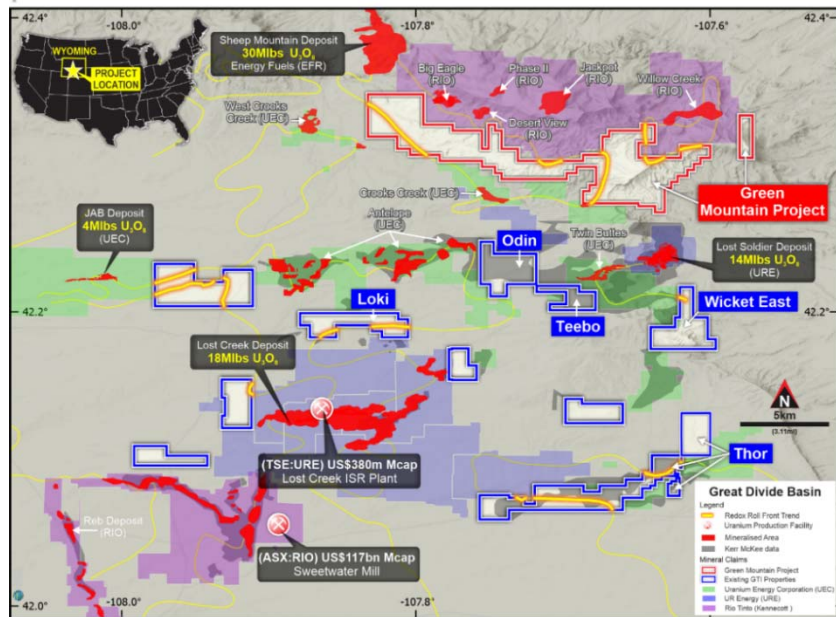 -108.0
-107.8
-107.6
42.4°
42.4°
WYOMING
PROJECT
LOCATION
Sheep Mountain Deposit
30Mlbs U₃O₈
Energy Fuels (EFR)
Big Eagle
(RIO)
Phase II
(RIO)
Jackpot
(RIO)
Willow Creek
(RIO)
West Crooks
Creek (UEC)
Desert View
(RIO)
Green
Mountain Project
Crooks Creek (UEC)
JAB Deposit
4Mlbs U₃O₈
(UEC)
Antelope
(UEC)
Odin
Twin Buttes
(UEC)
Lost Soldier Deposit
14Mlbs U₃O₈
(URE)
42.2°
42.2°
Loki
Teebo
Wicket East
Lost Creek Deposit
18Mlbs U₃O₈
N
5km
(3.11mi)
(TSE:URE) US$380m Mcap
Lost Creek ISR Plant
Thor
Reb Deposit
(RIO)
(ASX:RIO) US$117bn Mcap
Sweetwater Mill
Great Divide Basin
Legend
Redox Roll Front Trend
Uranium Production Facility
Mineralised Area
Kerr McKee data
Mineral Claims
Green Mountain Project
Existing GTI Properties
Uranium Energy Corporation (UEC)
UR Energy (URE)
Rio Tinto (Kennecott )
42.0°
-108.0
-107.8
-107.6